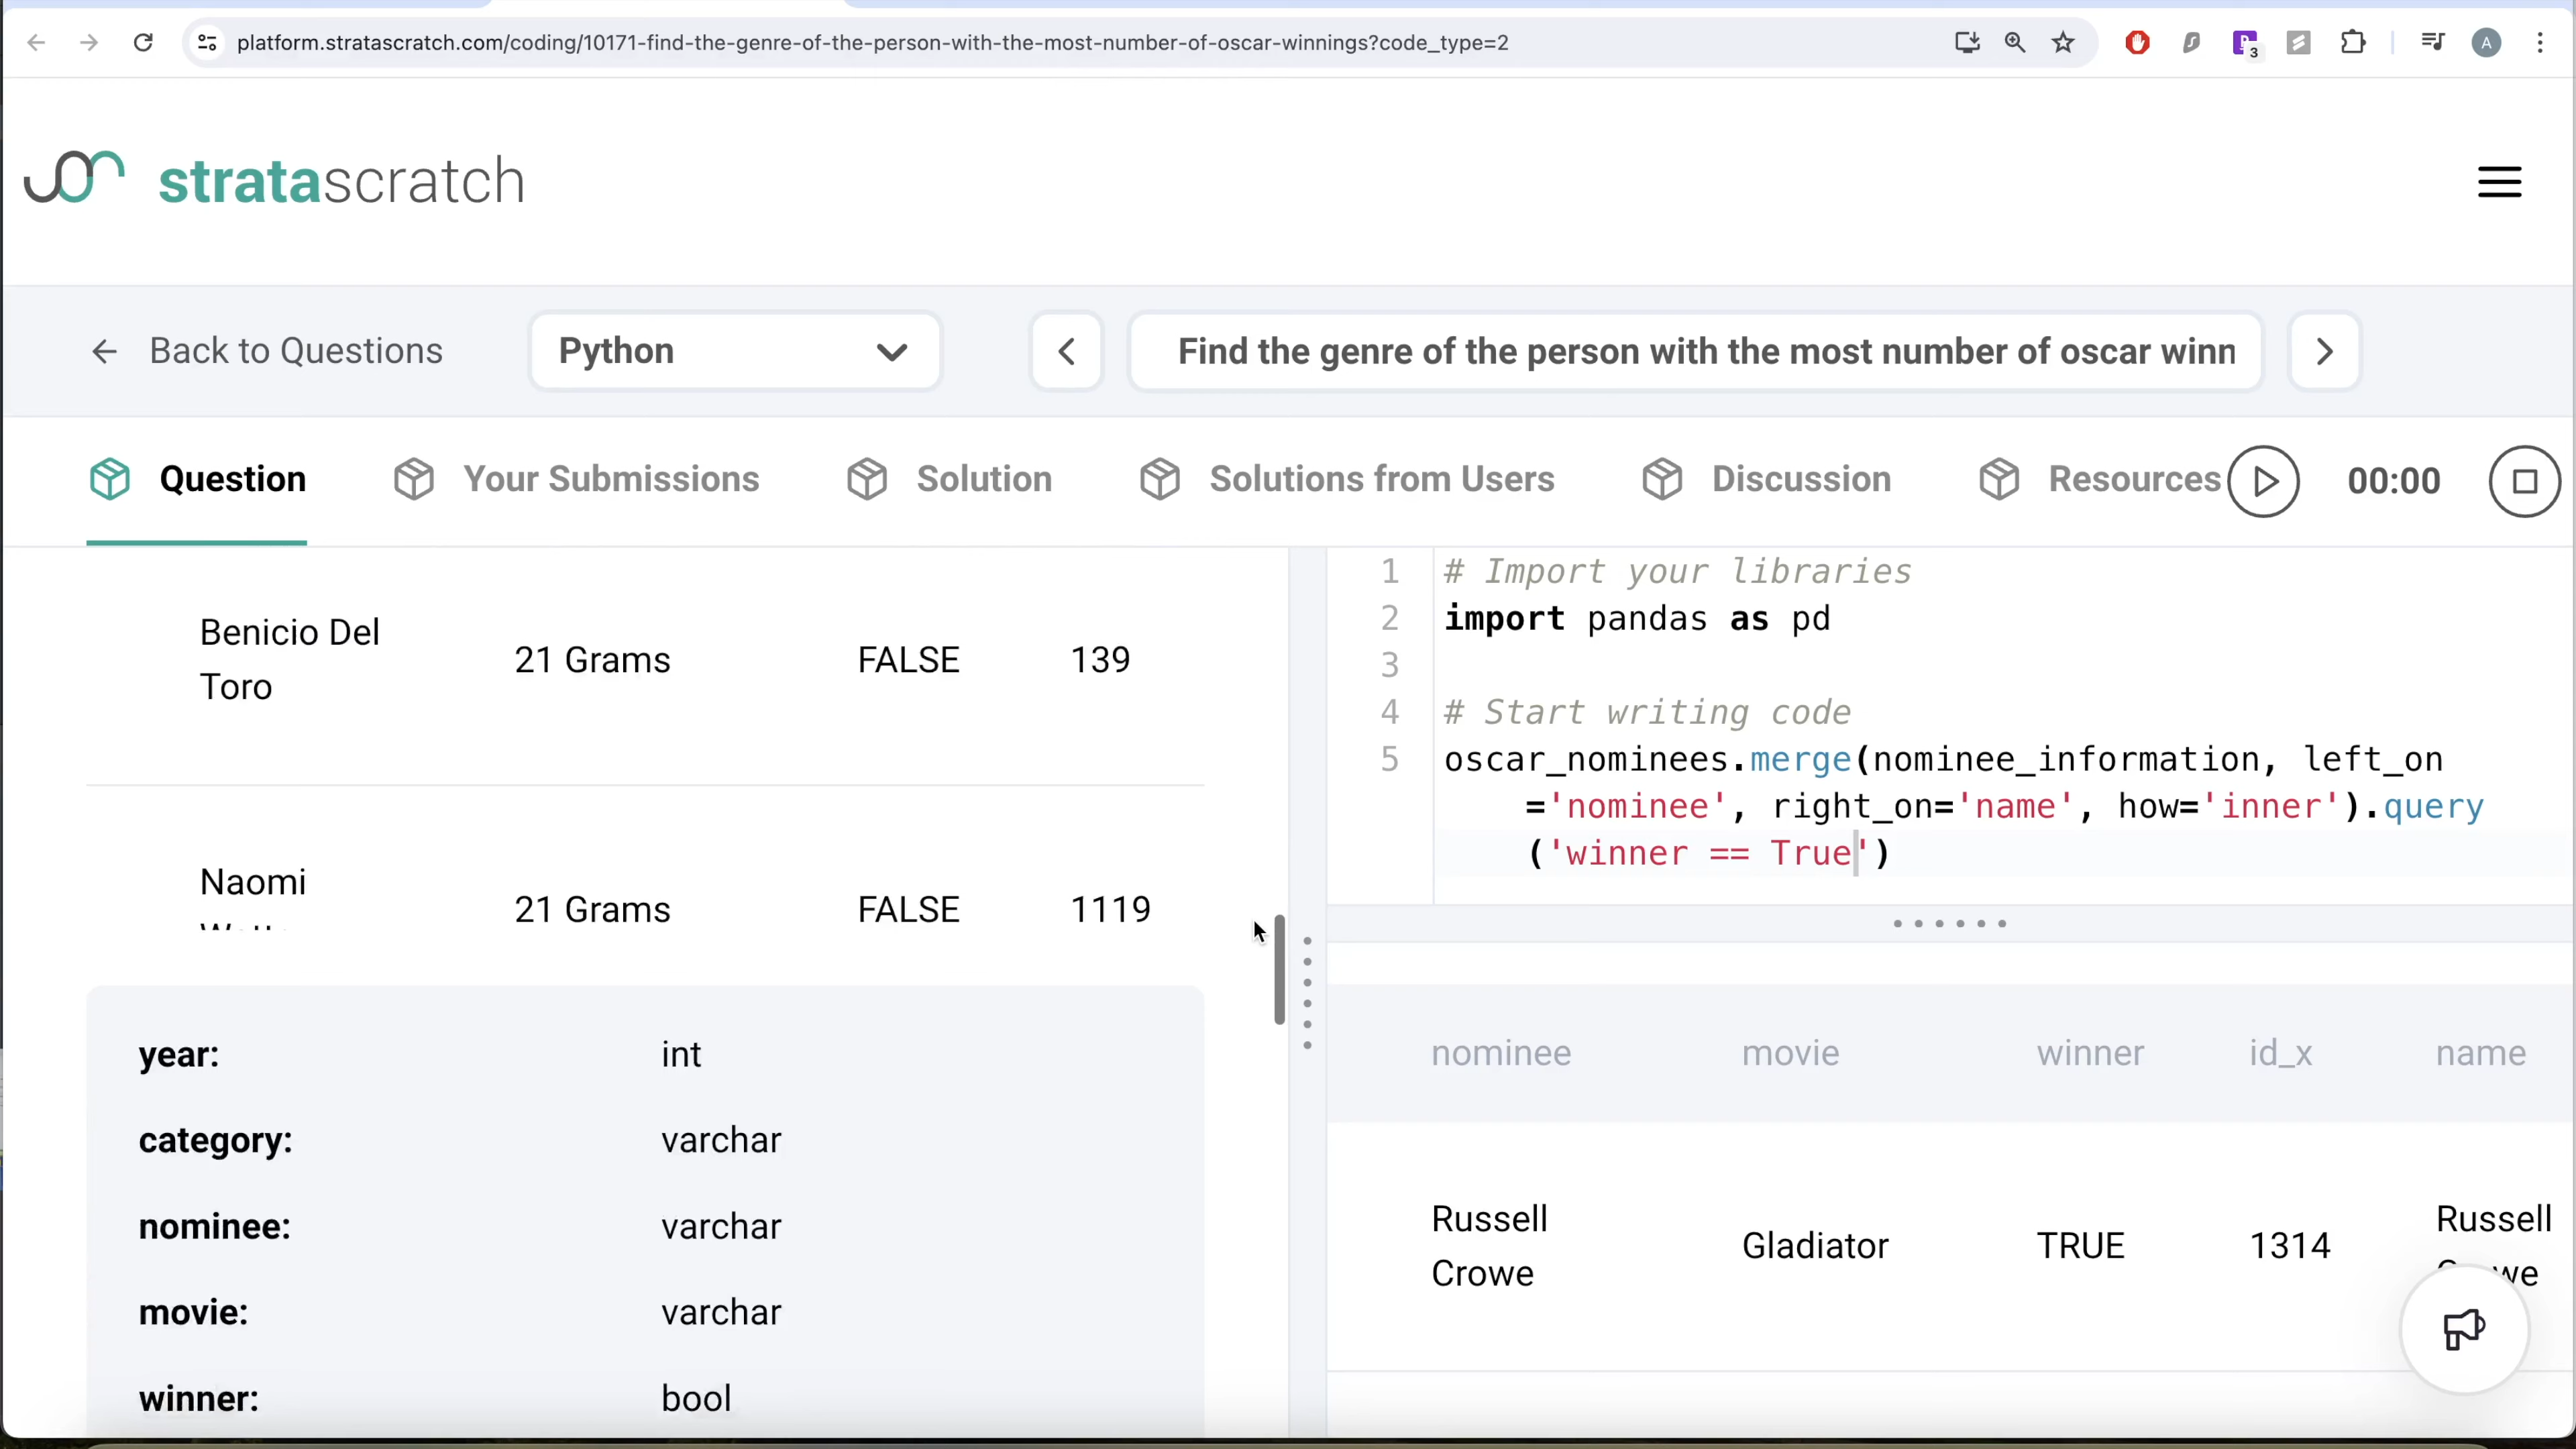 platform.stratascratch.com/coding/10171-find-the-genre-of-the-person-with-the-most-number-of-oscar-winnings?code_type=2
3
A
stratascratch
Back to Questions
Python
Find the genre of the person with the most number of oscar winn
Question
Your Submissions
Solution
Solutions from Users
Discussion
Resources
00:00
Benicio Del
Toro
21 Grams
FALSE
139
Naomi
21 Grams
FALSE
1119
year:
int
category:
varchar
nominee:
varchar
movie:
varchar
winner:
bool
1
# Import your libraries
2
import pandas as pd
3
4
# Start writing code
5
oscar_nominees.merge(nominee_information, left_on
='nominee', right_on='name', how='inner').query
('winner == True')
nominee
movie
winner
id_x
name
Russell
Crowe
Gladiator
TRUE
1314
Russell